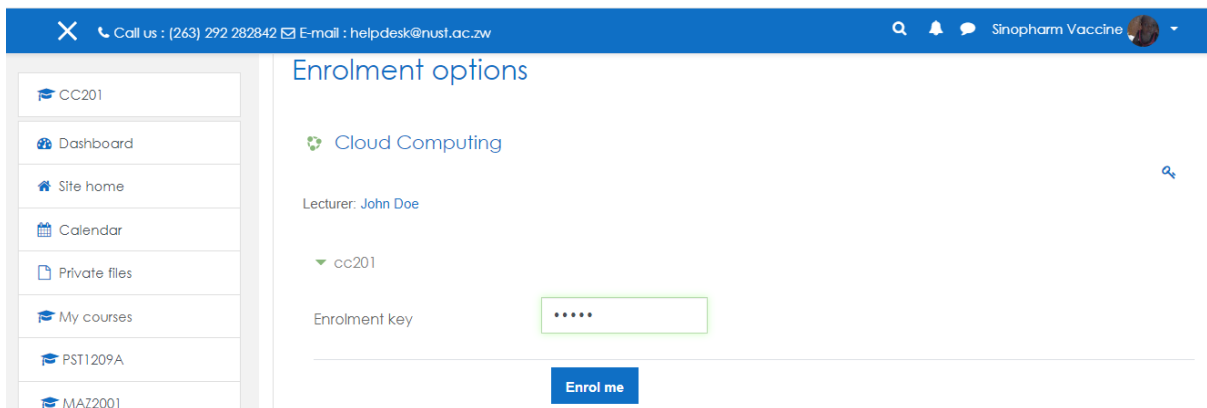 Call us : (263) 292 282842 E-mail : helpdesk@nust.ac.zw
Sinopharm Vaccine
CC201
Dashboard
Site home
Calendar
Private files
My courses
PST1209A
MAZ2001
Enrolment options
Cloud Computing
Lecturer: John Doe
cc201
Enrolment key
•••••
Enrol me